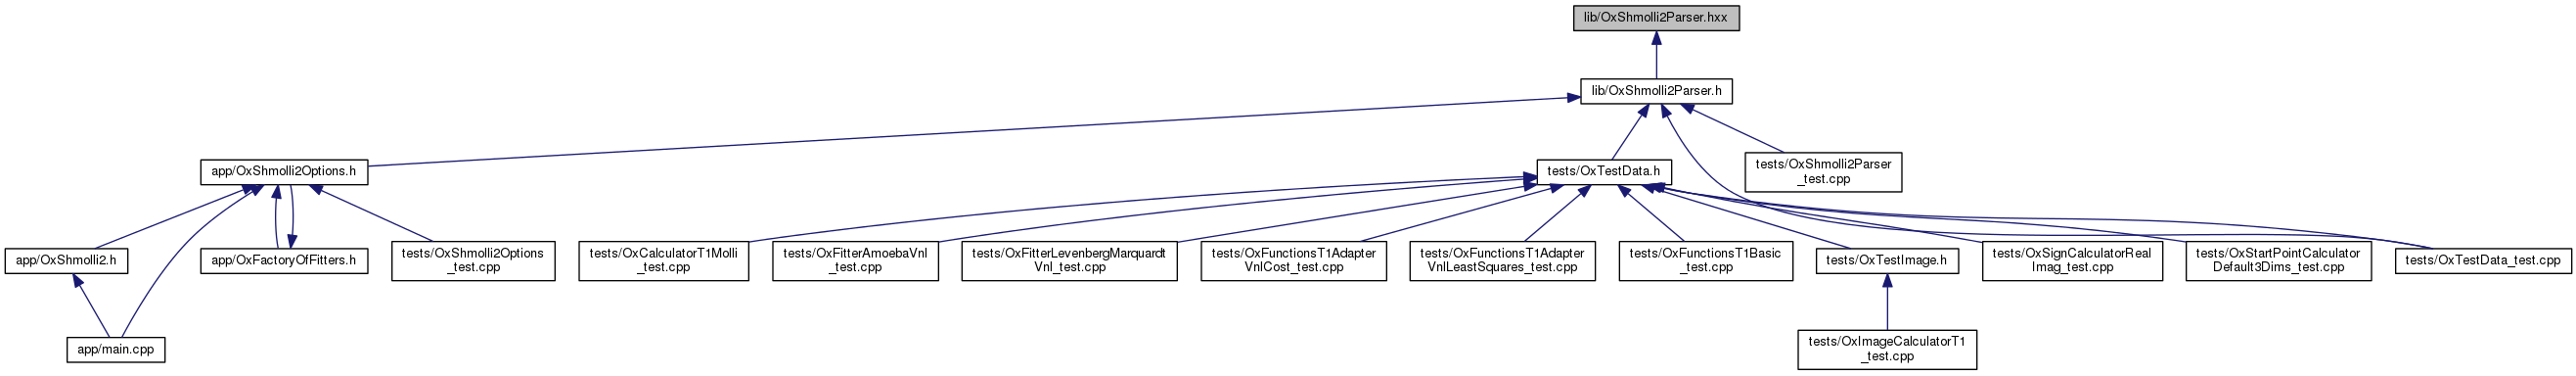 lib/OxShmolli2Parser.hxx
lib/OxShmolli2Parser.h
app/OxShmolli2Options.h
tests/OxTestData.h
tests/OxShmolli2Parser
_test.cpp
app/OxShmolli2.h
app/OxFactoryOfFitters.h
tests/OxShmolli2Options
_test.cpp
tests/OxCalculatorT1Molli
_test.cpp
tests/OxFitterAmoebaVnl
_test.cpp
tests/OxFitterLevenbergMarquardt
Vnl_test.cpp
tests/OxFunctionsT1Adapter
VnlCost_test.cpp
tests/OxFunctionsT1Adapter
VnlLeastSquares_test.cpp
tests/OxFunctionsT1Basic
_test.cpp
tests/OxTestImage.h
tests/OxSignCalculatorReal
Imag_test.cpp
tests/OxStartPointCalculator
Default3Dims_test.cpp
tests/OxTestData_test.cpp
app/main.cpp
tests/OxImageCalculatorT1
_test.cpp